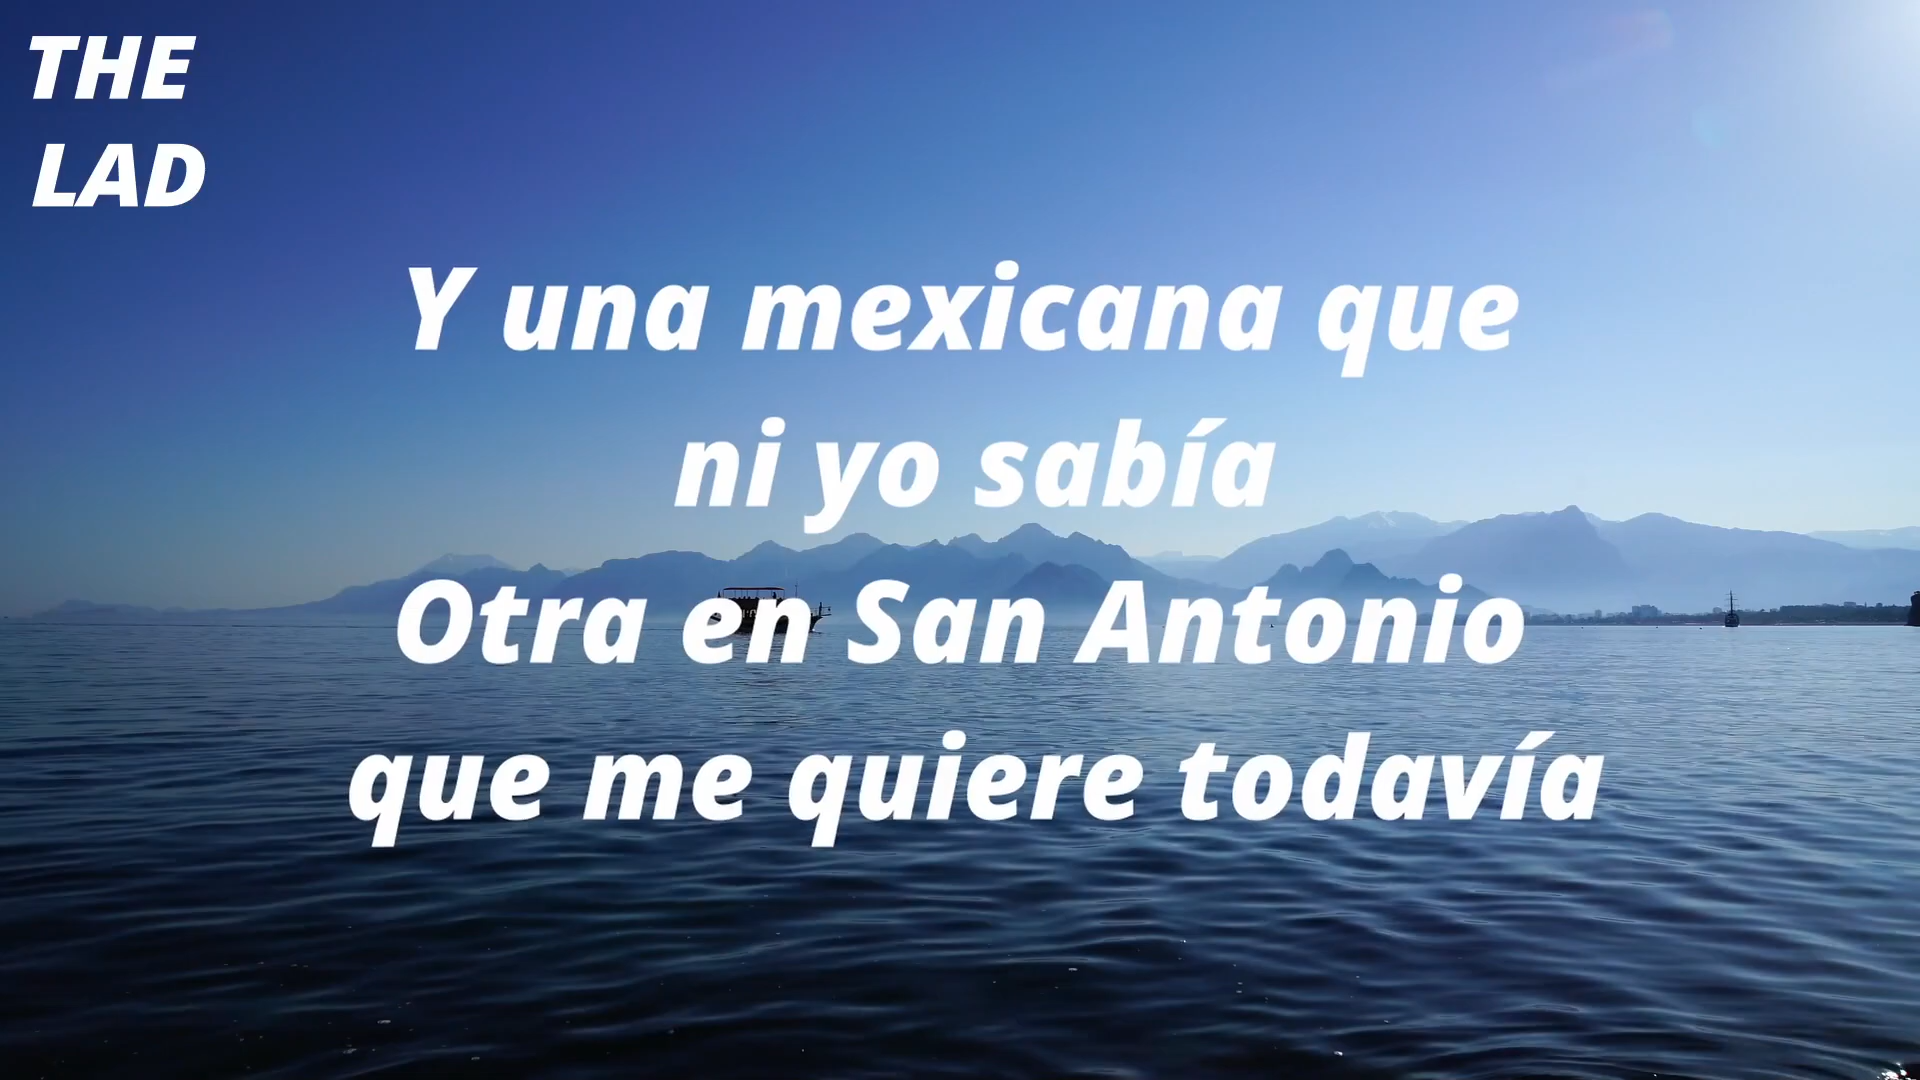 THE
LAD
Y una mexicana que
ni yo sabía
Otra en San Antonio
que me quiere todavía